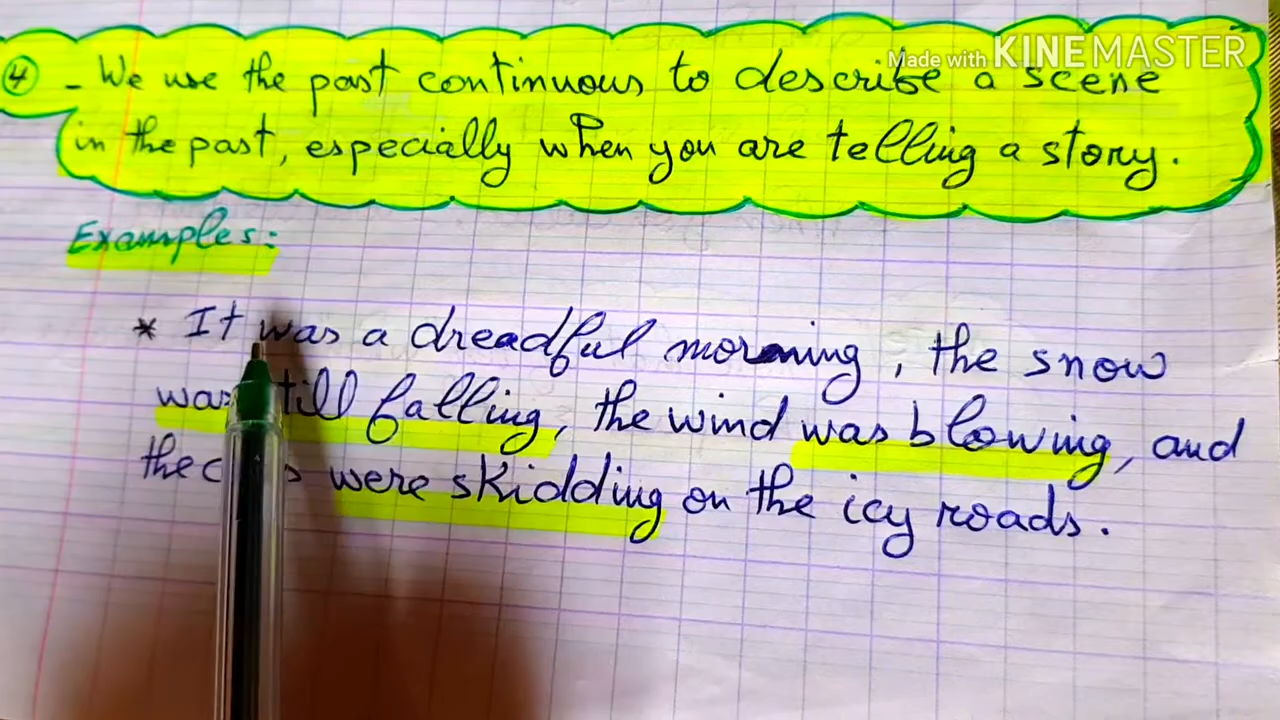 Made with KINEMASTER
④ - We use the past continuous to describe a scene
in the past, especially when you are telling a story.
Examples:
* It was a dreadful morning, the snow
was still falling, the wind was blowing, and
the were skidding on the icy roads.